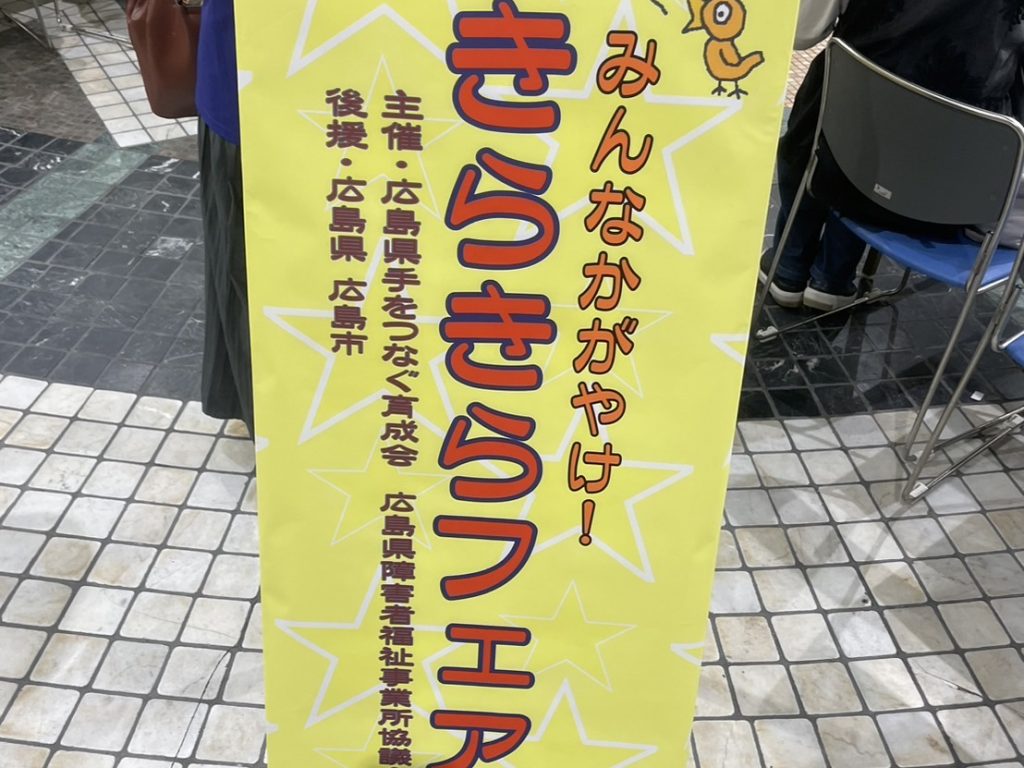 みんなかがやけ!
きらきらフェア
主催・広島県手をつなぐ育成会 広島県障害者福祉事業所協議
後援・広島県 広島市